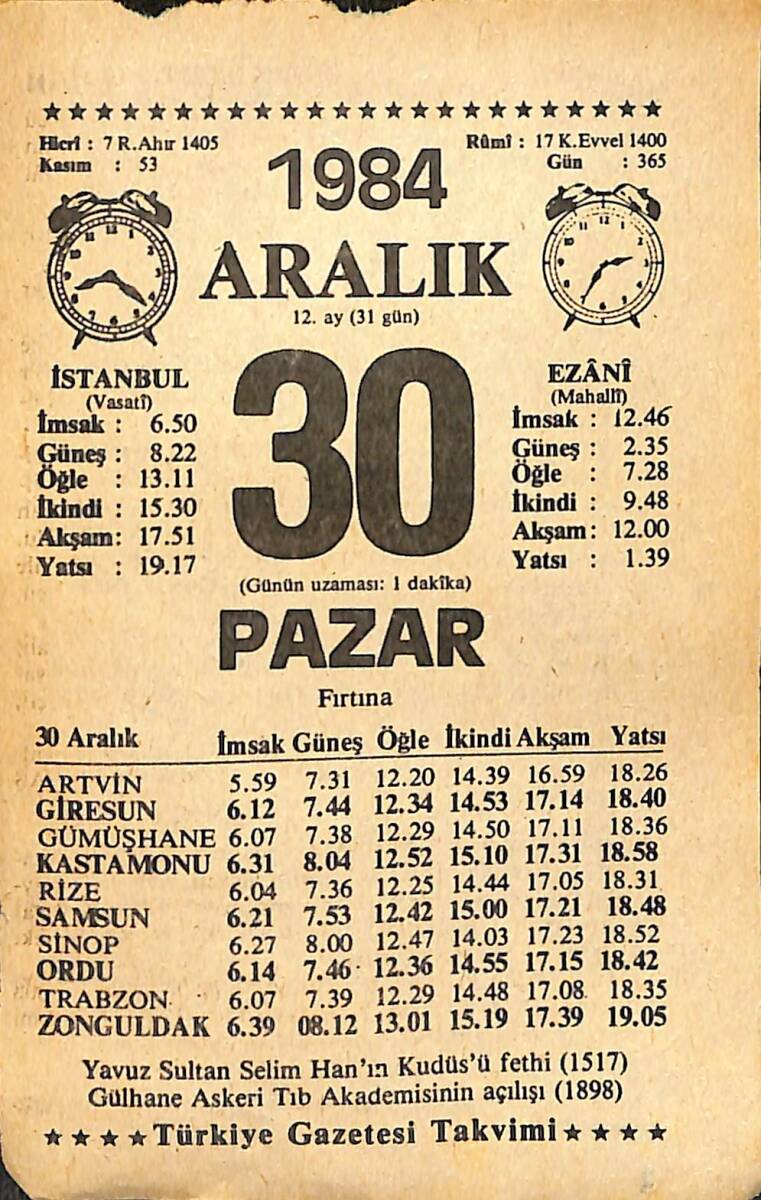 Hicrî : 7 R.Ahır 1405
Kasım : 53
Rûmî : 17 K.Evvel 1400
Gün : 365
1984
ARALIK
12. ay (31 gün)
30
(Günün uzaması: 1 dakîka)
PAZAR
Fırtına
İSTANBUL
(Vasatî)
İmsak : 6.50
Güneş : 8.22
Öğle : 13.11
İkindi : 15.30
Akşam: 17.51
Yatsı : 19.17
EZÂNÎ
(Mahallî)
İmsak : 12.46
Güneş : 2.35
Öğle : 7.28
İkindi : 9.48
Akşam: 12.00
Yatsı : 1.39
30 Aralık İmsak Güneş Öğle İkindi Akşam Yatsı
ARTVİN 5.59 7.31 12.20 14.39 16.59 18.26
GİRESUN 6.12 7.44 12.34 14.53 17.14 18.40
GÜMÜŞHANE 6.07 7.38 12.29 14.50 17.11 18.36
KASTAMONU 6.31 8.04 12.52 15.10 17.31 18.58
RİZE 6.04 7.36 12.25 14.44 17.05 18.31
SAMSUN 6.21 7.53 12.42 15.00 17.21 18.48
SİNOP 6.27 8.00 12.47 14.03 17.23 18.52
ORDU 6.14 7.46 12.36 14.55 17.15 18.42
TRABZON 6.07 7.39 12.29 14.48 17.08 18.35
ZONGULDAK 6.39 08.12 13.01 15.19 17.39 19.05
Yavuz Sultan Selim Han'ın Kudüs'ü fethi (1517)
Gülhane Askeri Tıb Akademisinin açılışı (1898)
Türkiye Gazetesi Takvimi